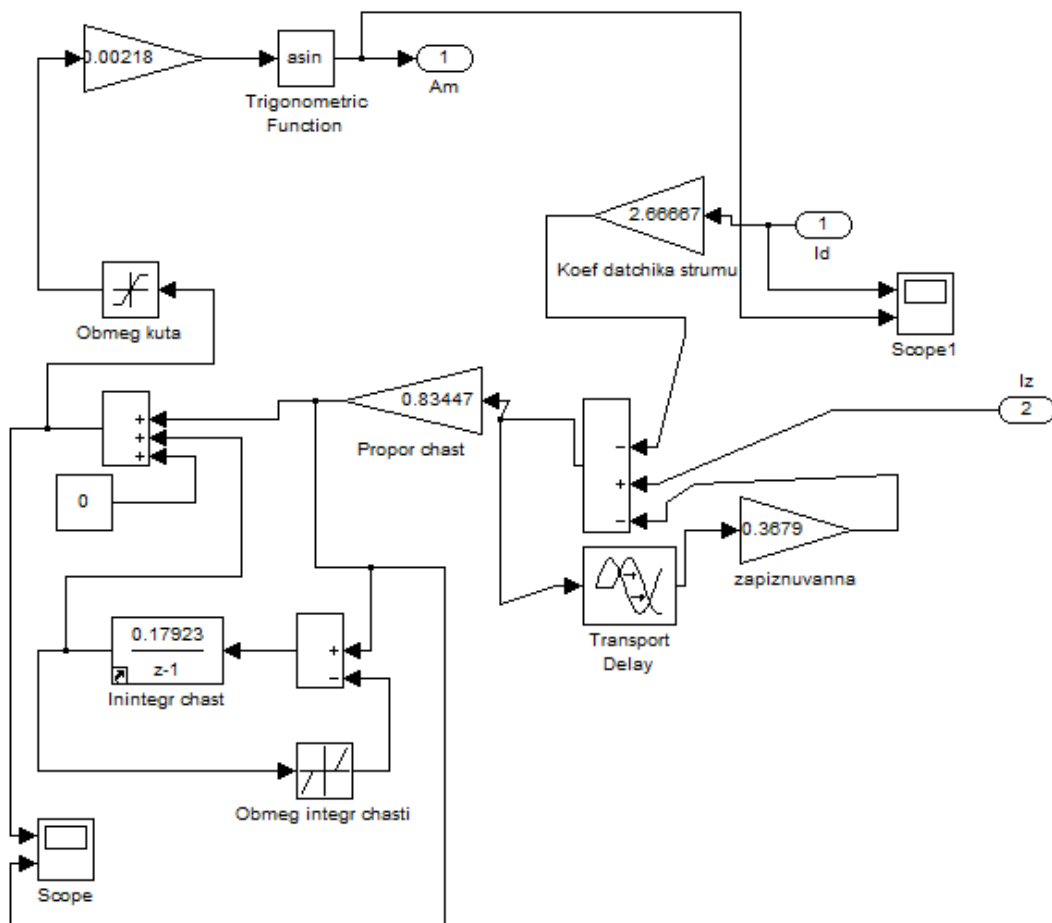 0.00218
asin
1
Am
Trigonometric
Function
2.66667
1
Id
Koef datchika strumu
Scope1
Obmeg kuta
Iz
2
0.83447
Propor chast
+
+
+
0
−
+
−
0.3679
zapiznuvanna
Transport
Delay
0.17923
z-1
Inintegr chast
+
−
Obmeg integr chasti
Scope